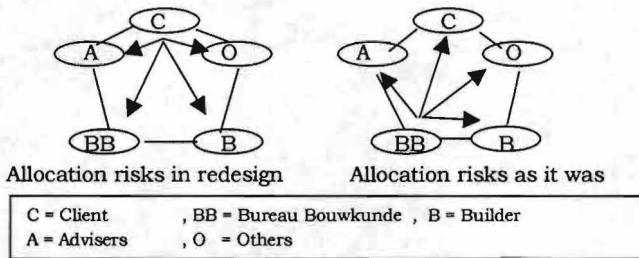 C C
A O A O
BB B BB B
Allocation risks in redesign Allocation risks as it was
C = Client , BB = Bureau Bouwkunde , B = Builder
A = Advisers , O = Others